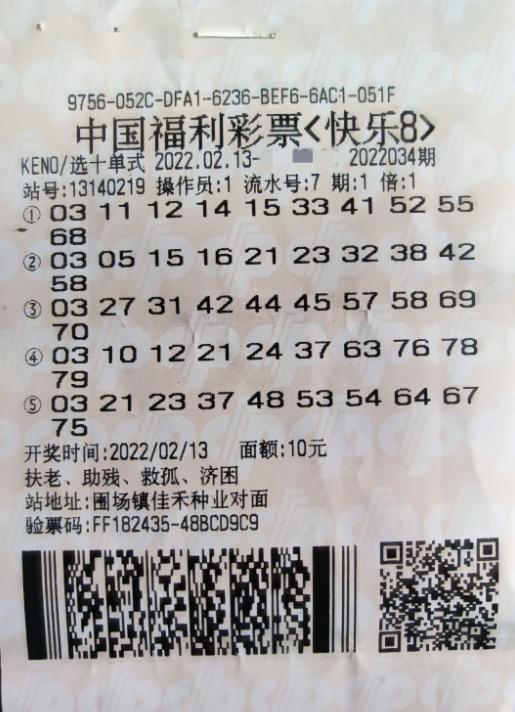 9756-052C-DFA1-6236-BEF6-6AC1-051F
中国福利彩票<快乐8>
KENO/选十单式 2022.02.13- 2022034期
站号:13140219 操作员:1 流水号:7 期:1 倍:1
① 03 11 12 14 15 33 41 52 55
68
② 03 05 15 16 21 23 32 38 42
58
③ 03 27 31 42 44 45 57 58 69
70
④ 03 10 12 21 24 37 63 76 78
79
⑤ 03 21 23 37 48 53 54 64 67
75
开奖时间:2022/02/13 面额:10元
扶老、助残、救孤、济困
站地址:围场镇佳禾种业对面
验票码:FF182435-48BCD9C9